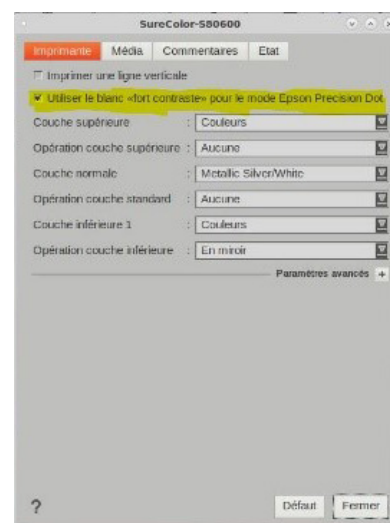 SureColor-S80600
Imprimante Média Commentaires Etat
Imprimer une ligne verticale
Utiliser le blanc «fort contraste» pour le mode Epson Precision Dot
Couche supérieure : Couleurs
Opération couche supérieure : Aucune
Couche normale : Metallic Silver/White
Opération couche standard : Aucune
Couche inférieure 1 : Couleurs
Opération couche inférieure : En miroir
Paramètres avancés +
? Défaut Fermer